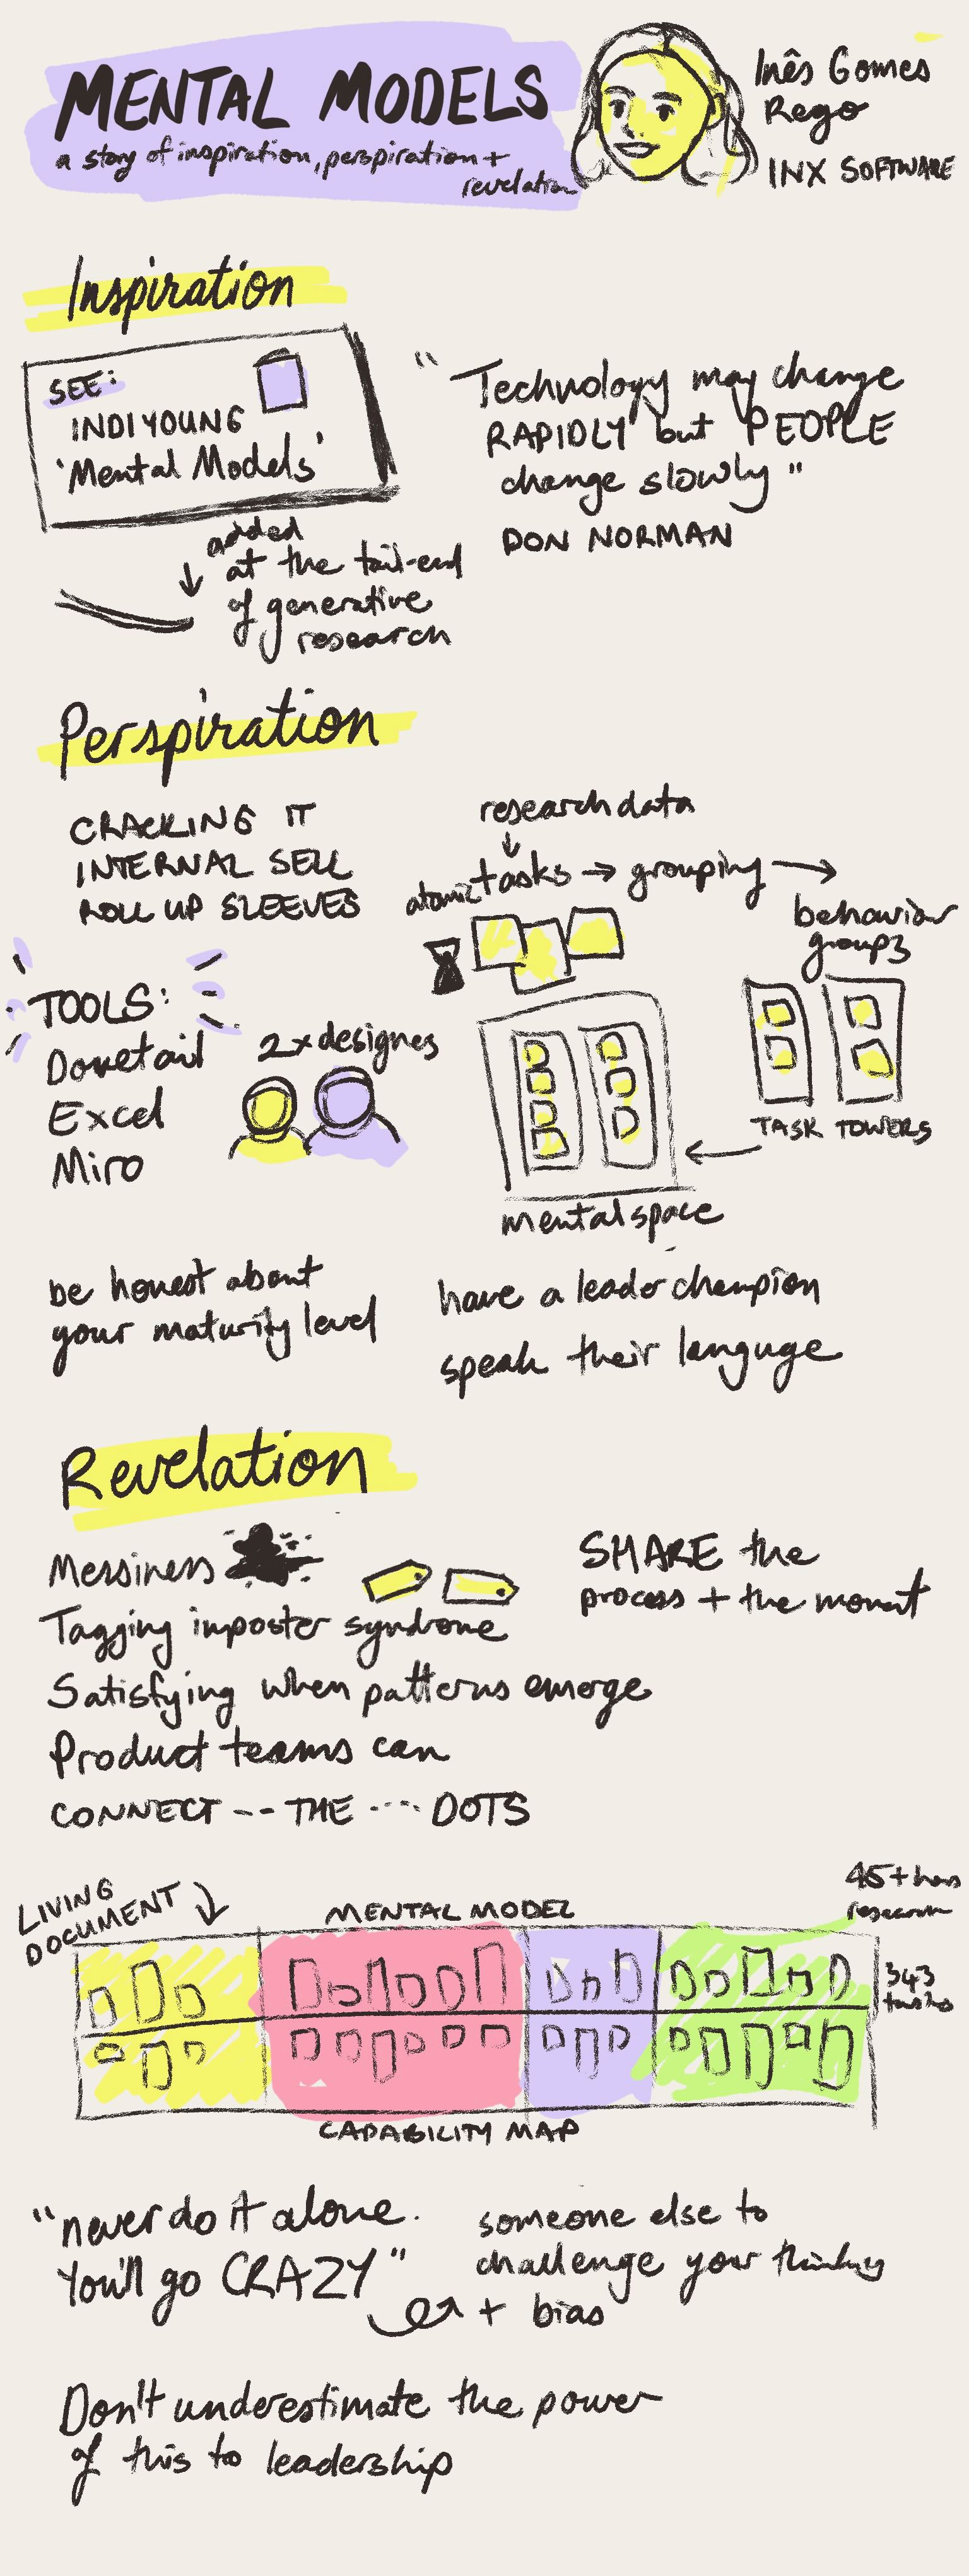 MENTAL MODELS
a story of inspiration, perspiration +
revelation
Inês Gomes
Rego
INX SOFTWARE
Inspiration
SEE:
INDI YOUNG
'Mental Models'
added
at the tail-end
of generative
research
"Technology may change
RAPIDLY but PEOPLE
change slowly"
DON NORMAN
Perspiration
CRACKING IT
INTERNAL SELL
ROLL UP SLEEVES
research data
atomic tasks → grouping →
behavior
groups
TASK TOWERS
mental space
TOOLS:
Dovetail
Excel
Miro
2x designes
be honest about
your maturity level
have a leader champion
speak their languge
Revelation
Messiness
Tagging imposter syndrome
Satisfying when patterns emerge
Product teams can
CONNECT -- THE ---- DOTS
SHARE the
process + the moment
LIVING
DOCUMENT
MENTAL MODEL
45+ hrs
research
343
tasks
CAPABILITY MAP
"never do it alone.
You'll go CRAZY"
someone else to
challenge your thinking
+ bias
Don't underestimate the power
of this to leadership